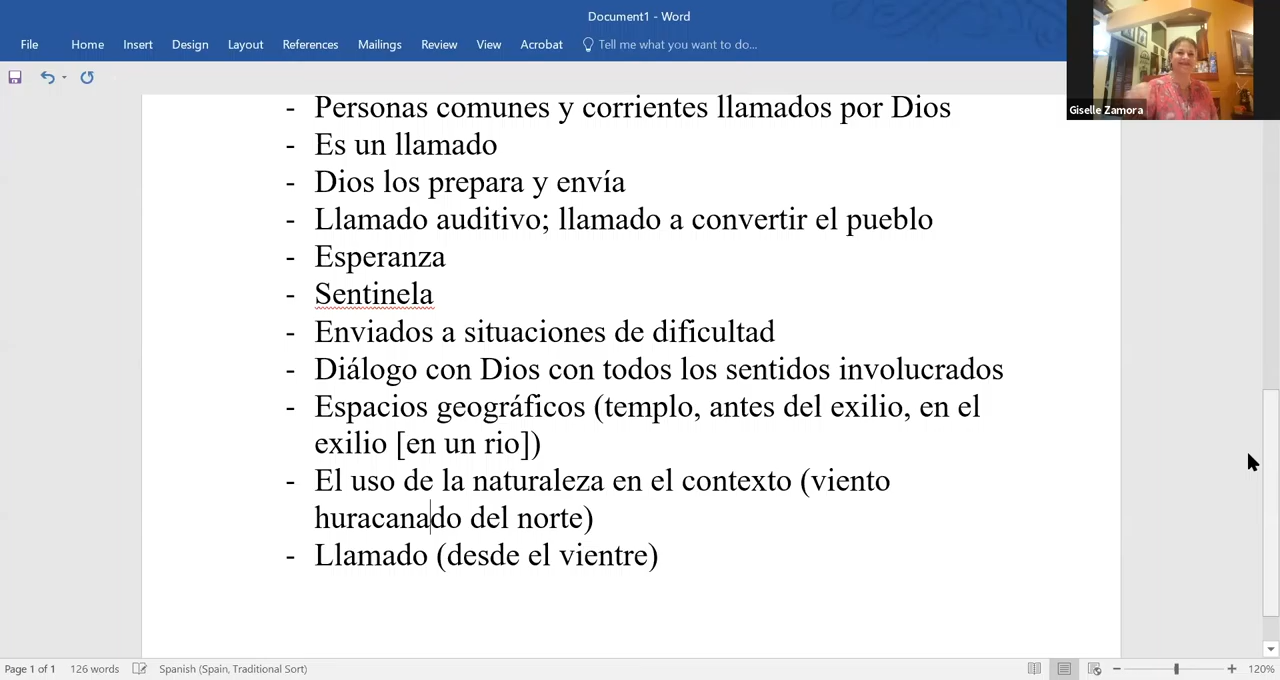 Document1 - Word
File Home Insert Design Layout References Mailings Review View Acrobat Tell me what you want to do...
Giselle Zamora
- Personas comunes y corrientes llamados por Dios
- Es un llamado
- Dios los prepara y envía
- Llamado auditivo; llamado a convertir el pueblo
- Esperanza
- Sentinela
- Enviados a situaciones de dificultad
- Diálogo con Dios con todos los sentidos involucrados
- Espacios geográficos (templo, antes del exilio, en el
exilio [en un rio])
- El uso de la naturaleza en el contexto (viento
huracanado del norte)
- Llamado (desde el vientre)
Page 1 of 1 126 words Spanish (Spain, Traditional Sort) 120%